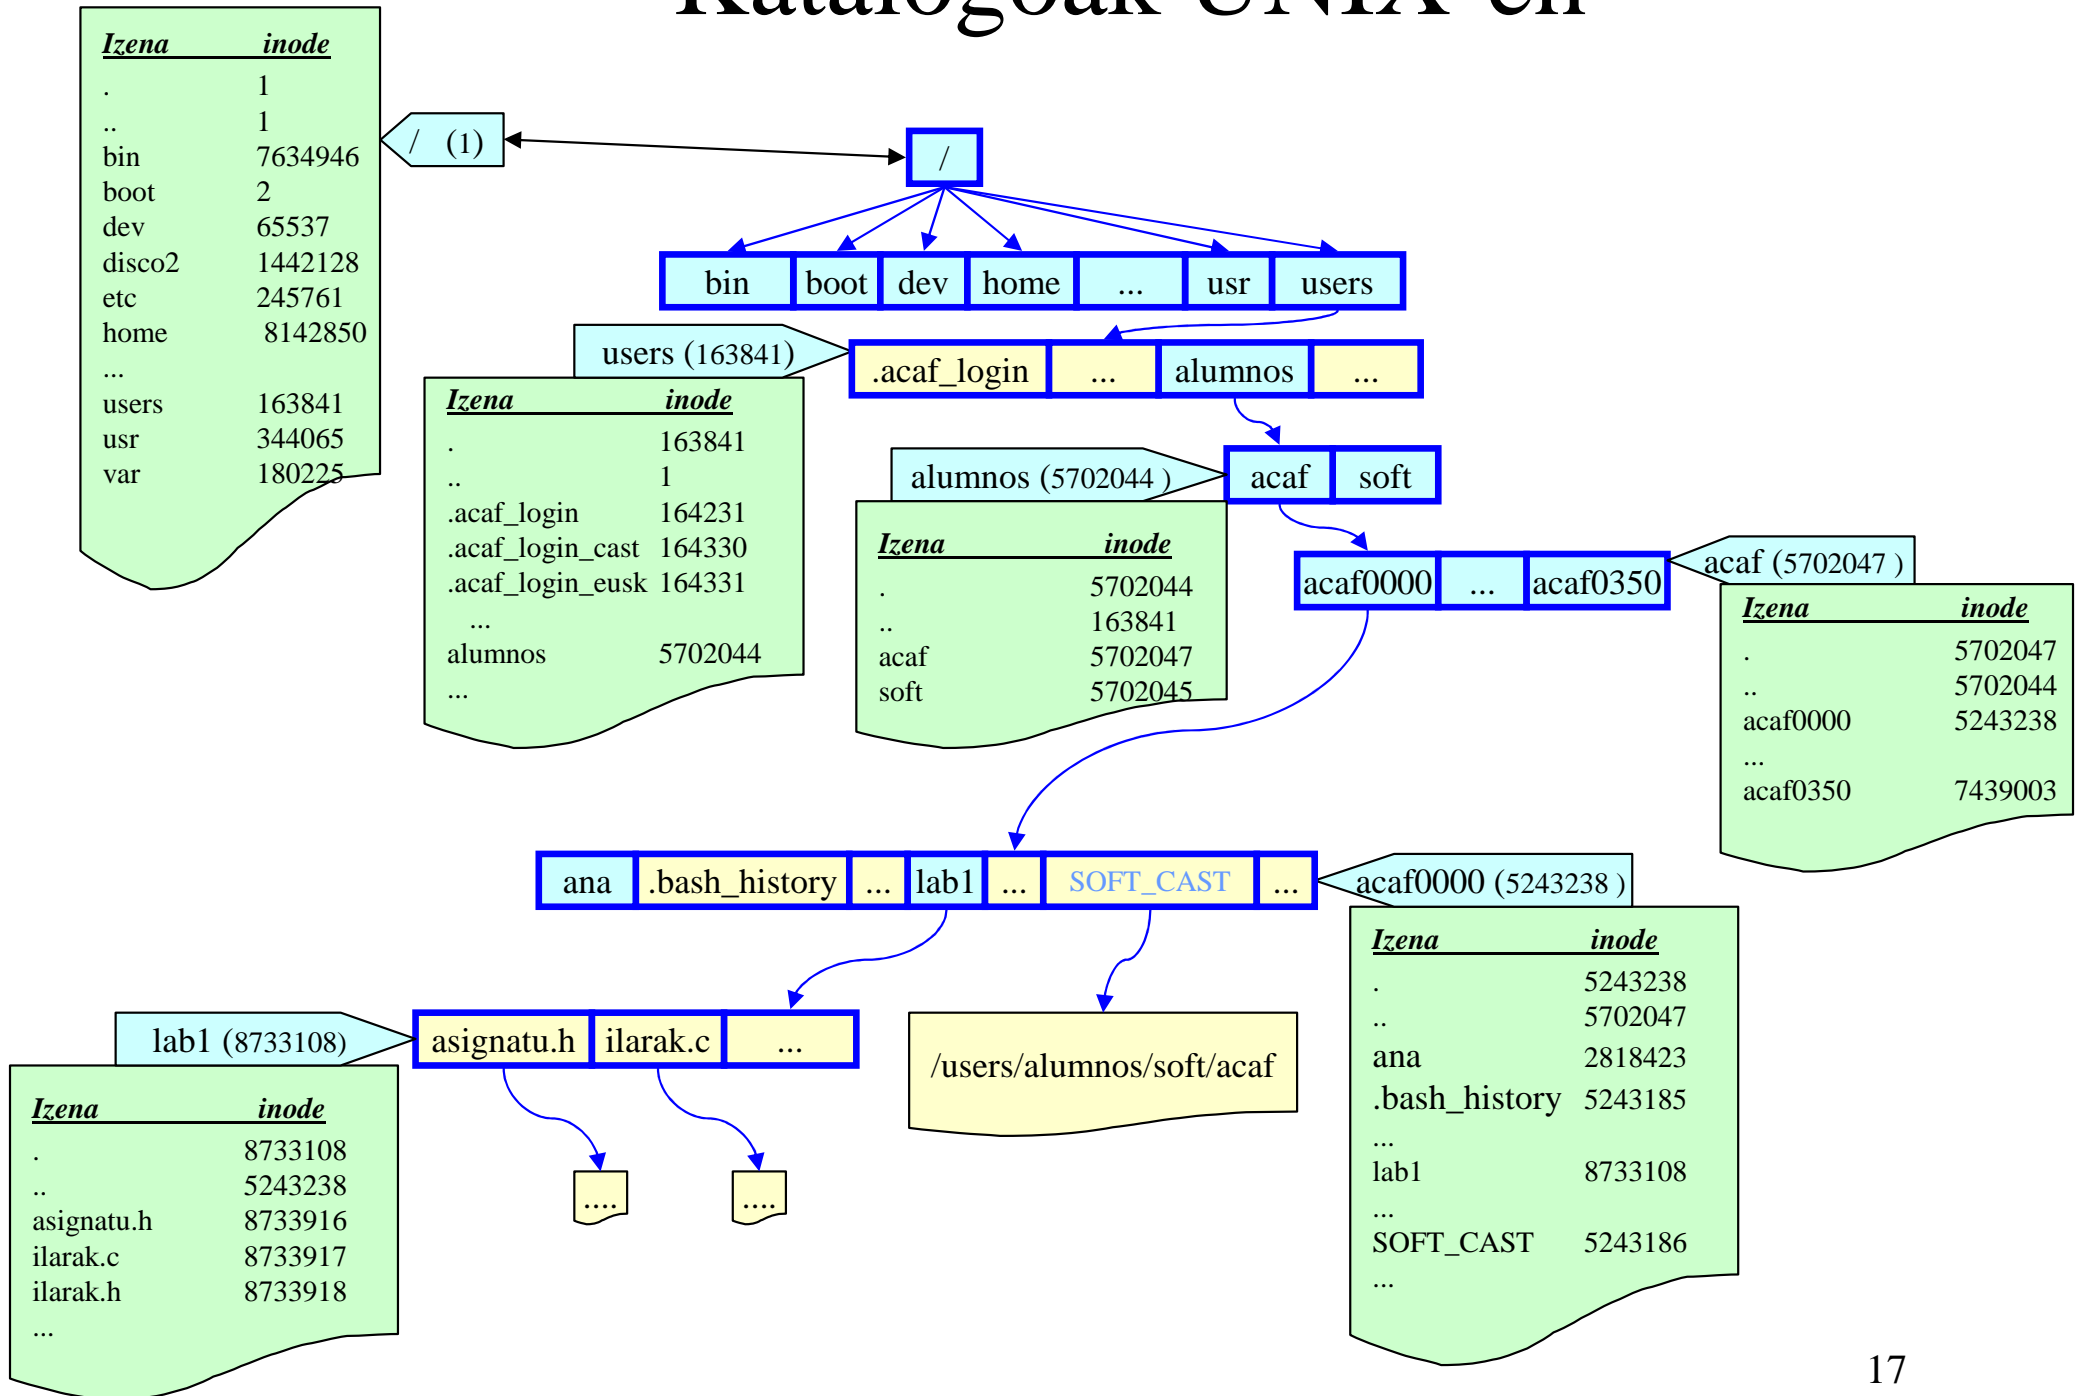 Katalogoak UNIX-en
Izena inode
. 1
.. 1
bin 7634946
boot 2
dev 65537
disco2 1442128
etc 245761
home 8142850
...
users 163841
usr 344065
var 180225
/ (1)
/
bin boot dev home ... usr users
users (163841)
.acaf_login ... alumnos ...
Izena inode
. 163841
.. 1
.acaf_login 164231
.acaf_login_cast 164330
.acaf_login_eusk 164331
...
alumnos 5702044
...
alumnos (5702044 )
acaf soft
Izena inode
. 5702044
.. 163841
acaf 5702047
soft 5702045
acaf0000 ... acaf0350
acaf (5702047 )
Izena inode
. 5702047
.. 5702044
acaf0000 5243238
...
acaf0350 7439003
ana .bash_history ... lab1 ... SOFT_CAST ...
acaf0000 (5243238 )
Izena inode
. 5243238
.. 5702047
ana 2818423
.bash_history 5243185
...
lab1 8733108
...
SOFT_CAST 5243186
...
lab1 (8733108)
asignatu.h ilarak.c ...
/users/alumnos/soft/acaf
Izena inode
. 8733108
.. 5243238
asignatu.h 8733916
ilarak.c 8733917
ilarak.h 8733918
...
.... ....
17